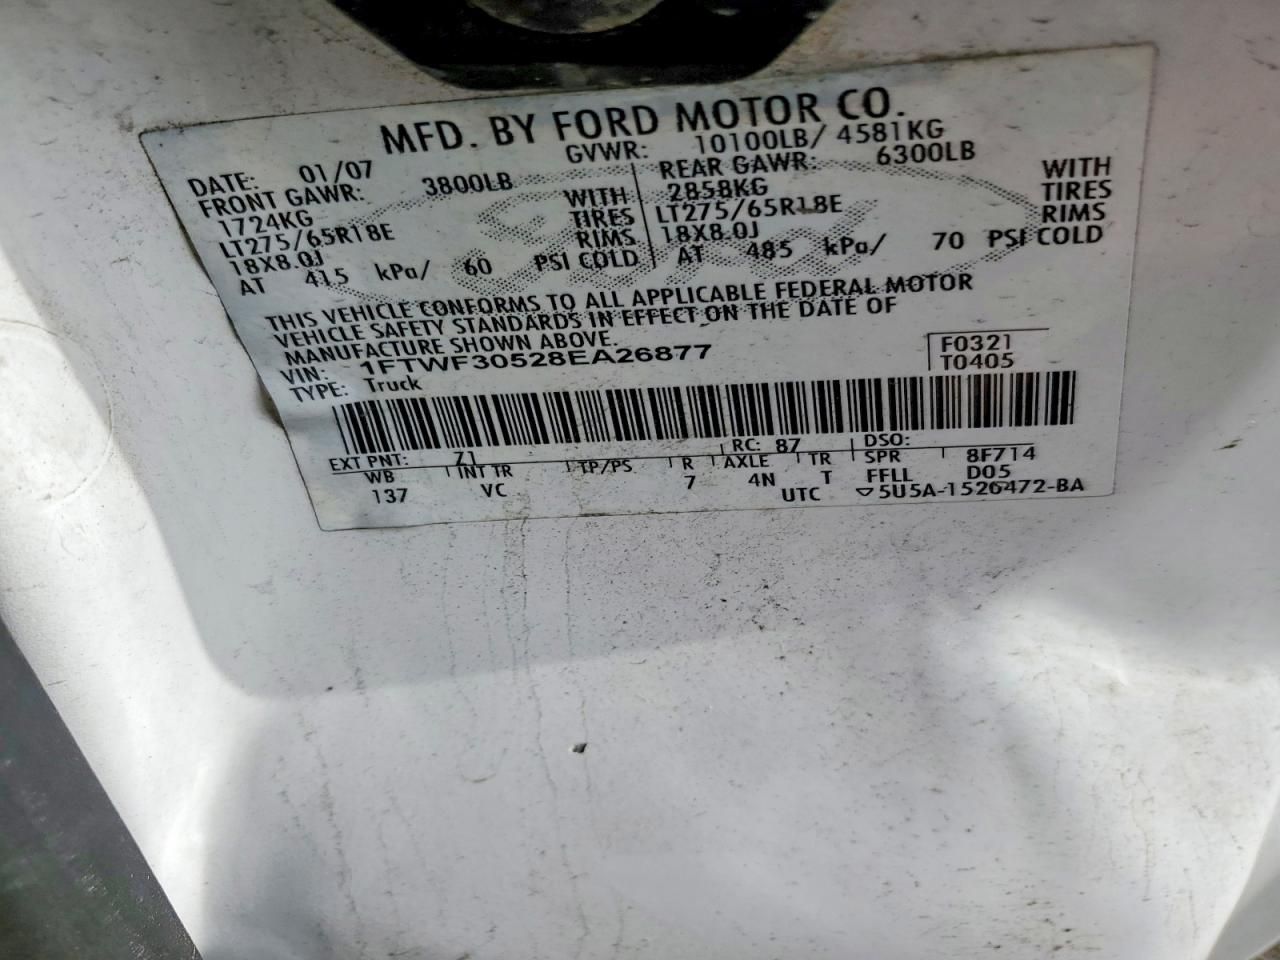 MFD. BY FORD MOTOR CO.
DATE: 01/07 GVWR: 10100LB/ 4581KG
FRONT GAWR: 3800LB REAR GAWR: 6300LB
1724KG WITH 2858KG WITH
LT275/65R18E TIRES LT275/65R18E TIRES
18X8.0J RIMS 18X8.0J RIMS
AT 415 kPa/ 60 PSI COLD AT 485 kPa/ 70 PSI COLD
THIS VEHICLE CONFORMS TO ALL APPLICABLE FEDERAL MOTOR
VEHICLE SAFETY STANDARDS IN EFFECT ON THE DATE OF
MANUFACTURE SHOWN ABOVE.
VIN: 1FTWF30528EA26877 F0321
TYPE: Truck T0405
EXT PNT: Z1 RC: 87 DSO:
WB INT TR TP/PS R AXLE TR SPR 8F714
137 VC 7 4N T FFLL D05
UTC ▽5U5A-1520472-BA